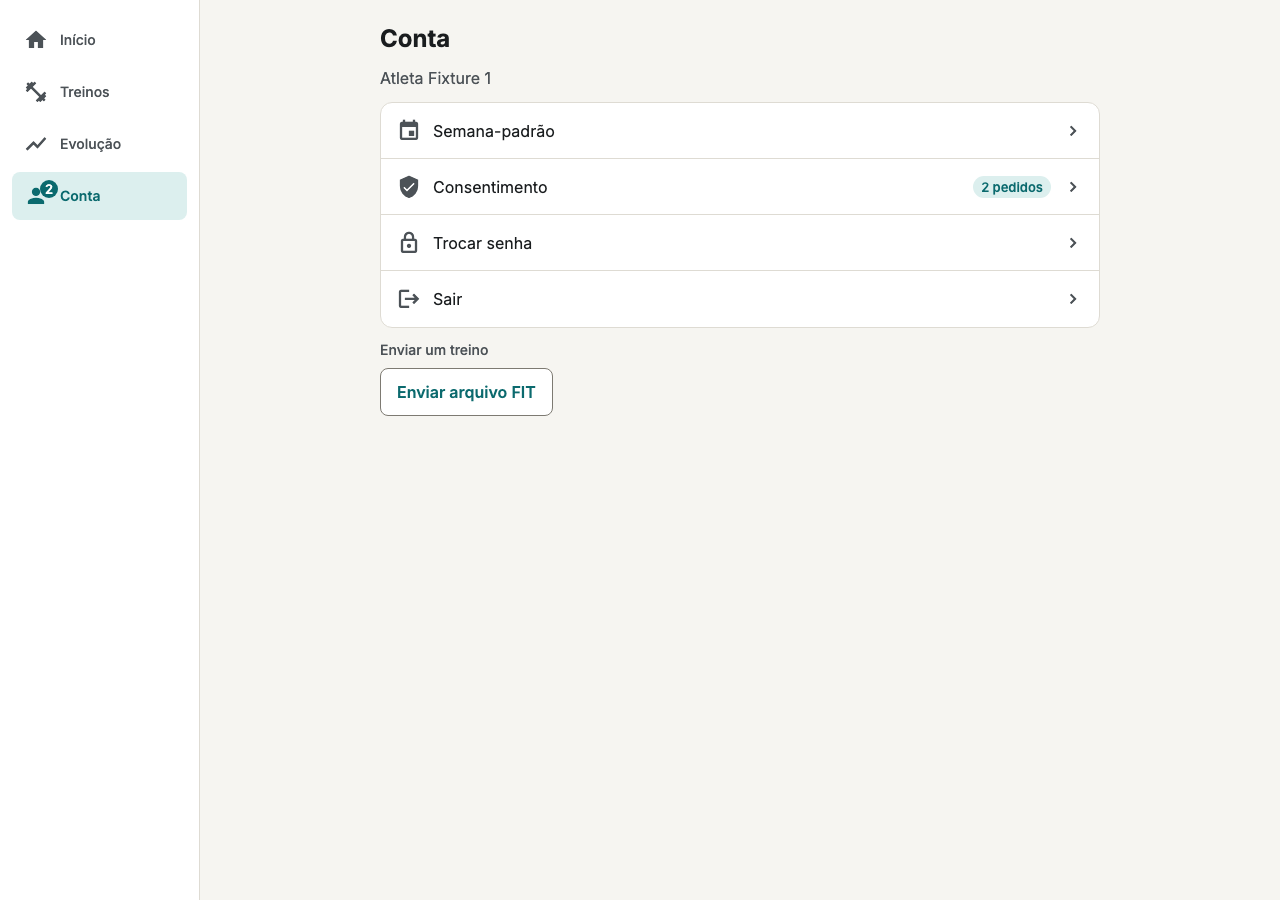 Início
Treinos
Evolução
2
Conta
Conta
Atleta Fixture 1
Semana-padrão
Consentimento
2 pedidos
Trocar senha
Sair
Enviar um treino
Enviar arquivo FIT